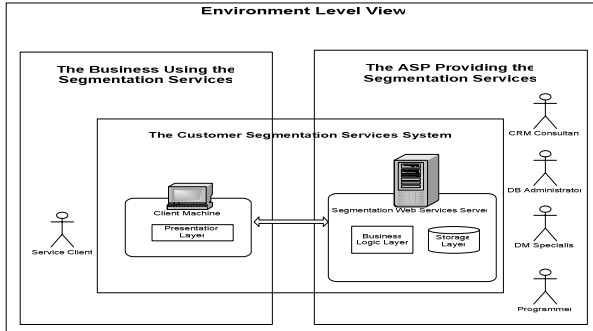 Environment Level View
The Business Using the
Segmentation Services
The ASP Providing the
Segmentation Services
The Customer Segmentation Services System
CRM Consultan
DB Administrator
DM Specialis
Programmer
Service Client
Client Machine
Presentation
Layer
Segmentation Web Services Server
Business
Logic Layer
Storage
Layer